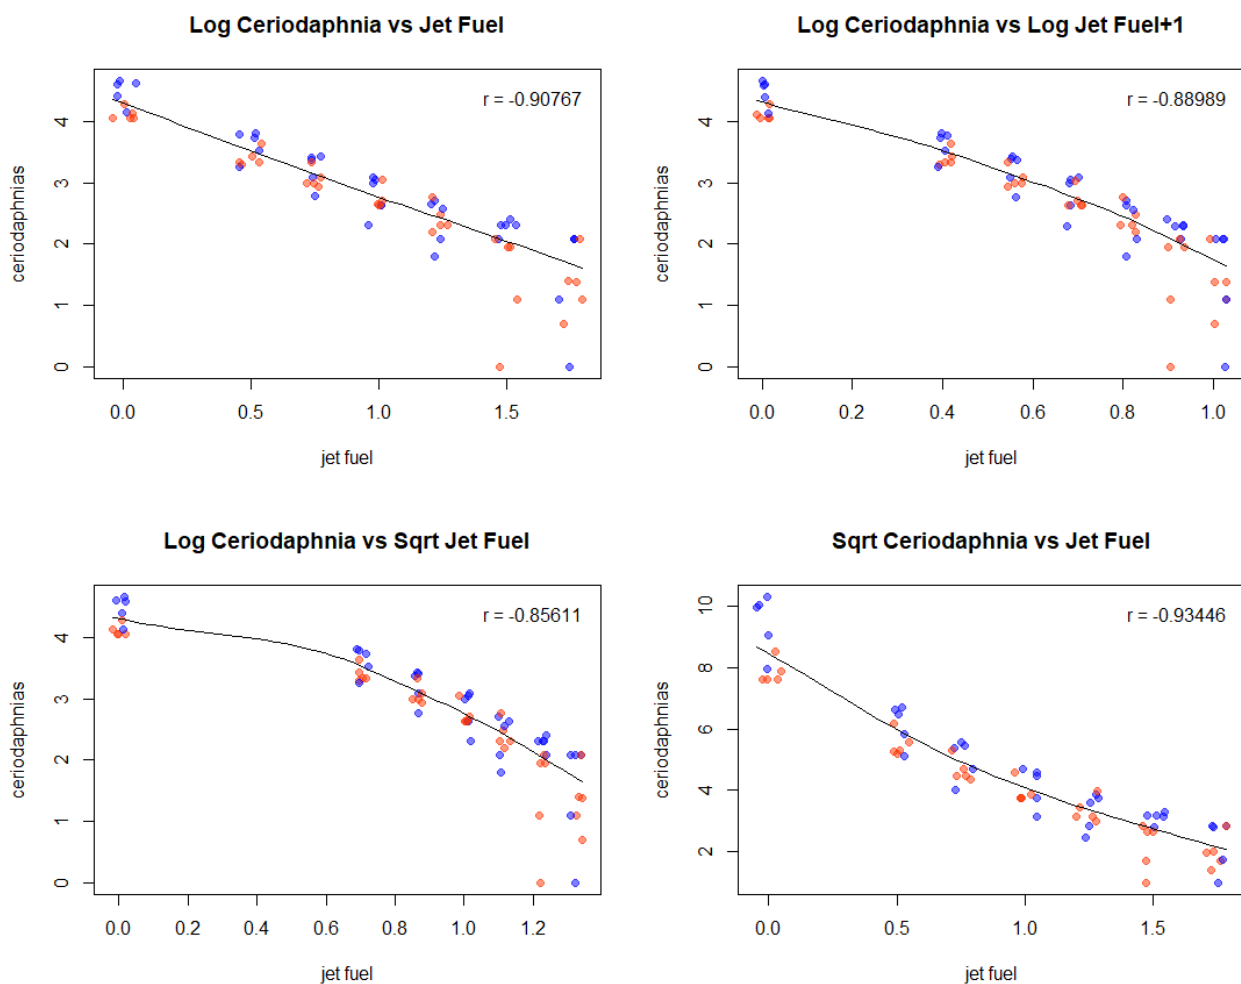 Log Ceriodaphnia vs Jet Fuel
r = -0.90767
ceriodaphnias
0
1
2
3
4
0.0 0.5 1.0 1.5
jet fuel
Log Ceriodaphnia vs Log Jet Fuel+1
r = -0.88989
ceriodaphnias
0
1
2
3
4
0.0 0.2 0.4 0.6 0.8 1.0
jet fuel
Log Ceriodaphnia vs Sqrt Jet Fuel
r = -0.85611
ceriodaphnias
0
1
2
3
4
0.0 0.2 0.4 0.6 0.8 1.0 1.2
jet fuel
Sqrt Ceriodaphnia vs Jet Fuel
r = -0.93446
ceriodaphnias
2
4
6
8
10
0.0 0.5 1.0 1.5
jet fuel